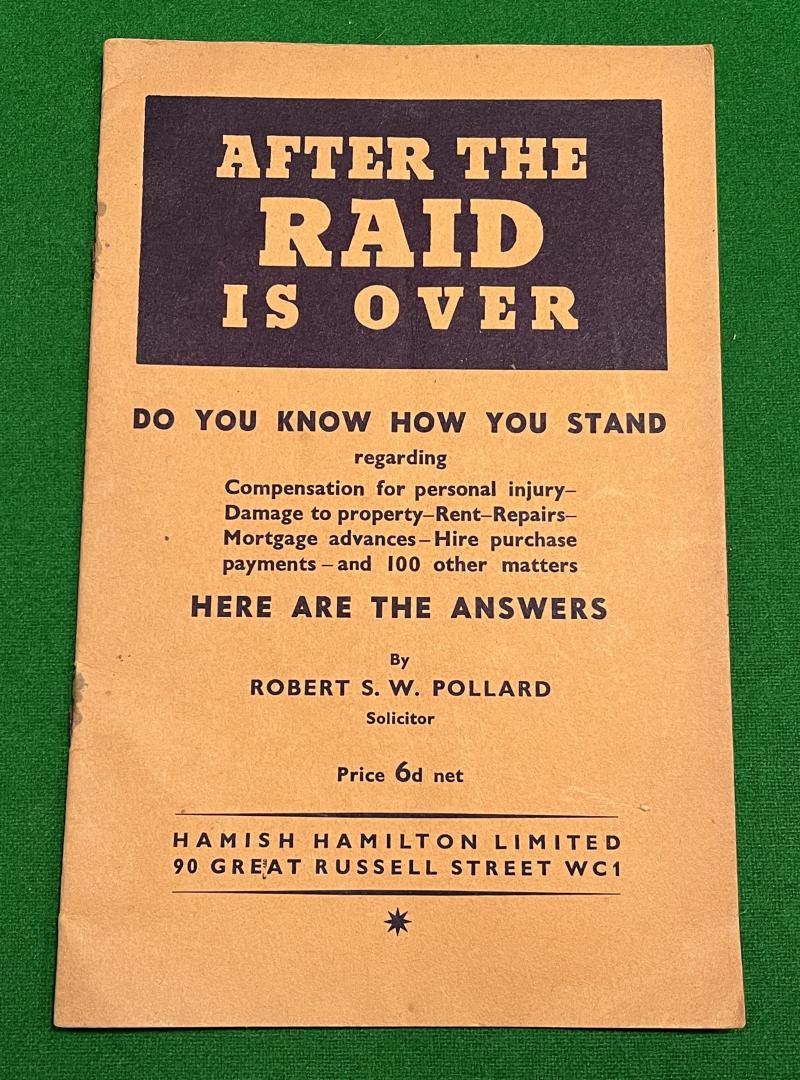 AFTER THE
RAID
IS OVER
DO YOU KNOW HOW YOU STAND
regarding
Compensation for personal injury–
Damage to property–Rent–Repairs–
Mortgage advances–Hire purchase
payments–and 100 other matters
HERE ARE THE ANSWERS
By
ROBERT S. W. POLLARD
Solicitor
Price 6d net
HAMISH HAMILTON LIMITED
90 GREAT RUSSELL STREET WC1